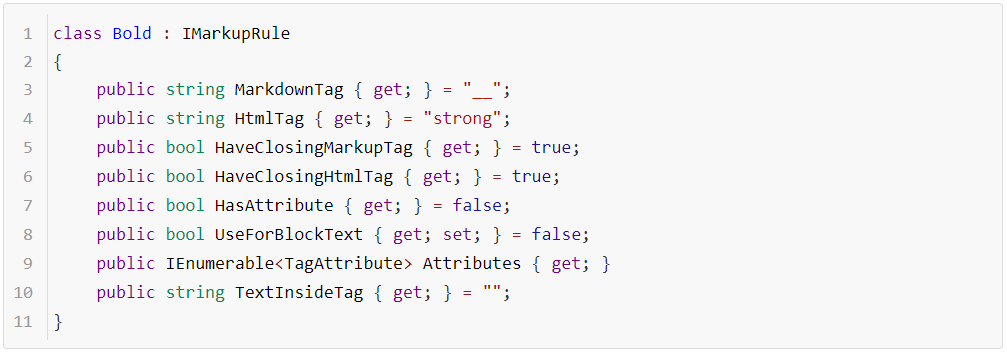 1 class Bold : IMarkupRule
2 {
3     public string MarkdownTag { get; } = "__";
4     public string HtmlTag { get; } = "strong";
5     public bool HaveClosingMarkupTag { get; } = true;
6     public bool HaveClosingHtmlTag { get; } = true;
7     public bool HasAttribute { get; } = false;
8     public bool UseForBlockText { get; set; } = false;
9     public IEnumerable<TagAttribute> Attributes { get; }
10     public string TextInsideTag { get; } = "";
11 }